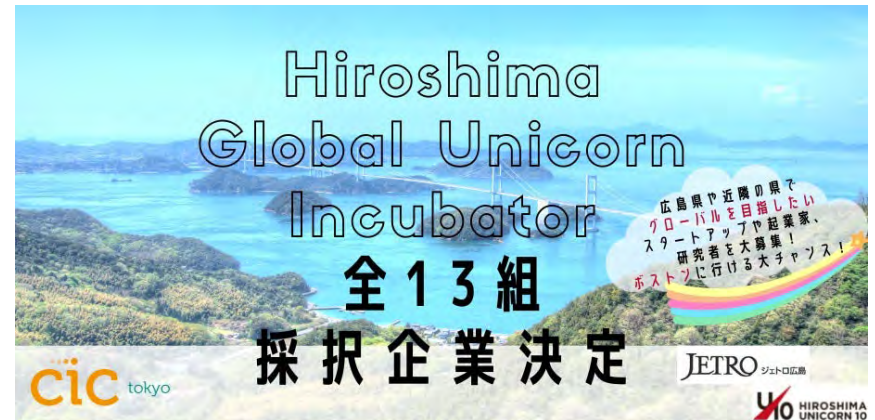 Hiroshima
Global Unicorn
Incubator
広島県や近隣の県で
グローバルを目指したい
スタートアップや起業家、
研究者を大募集！
ボストンに行ける大チャンス！
全13組
採択企業決定
CiC tokyo
JETRO ジェトロ広島
U10 HIROSHIMA
UNICORN 10